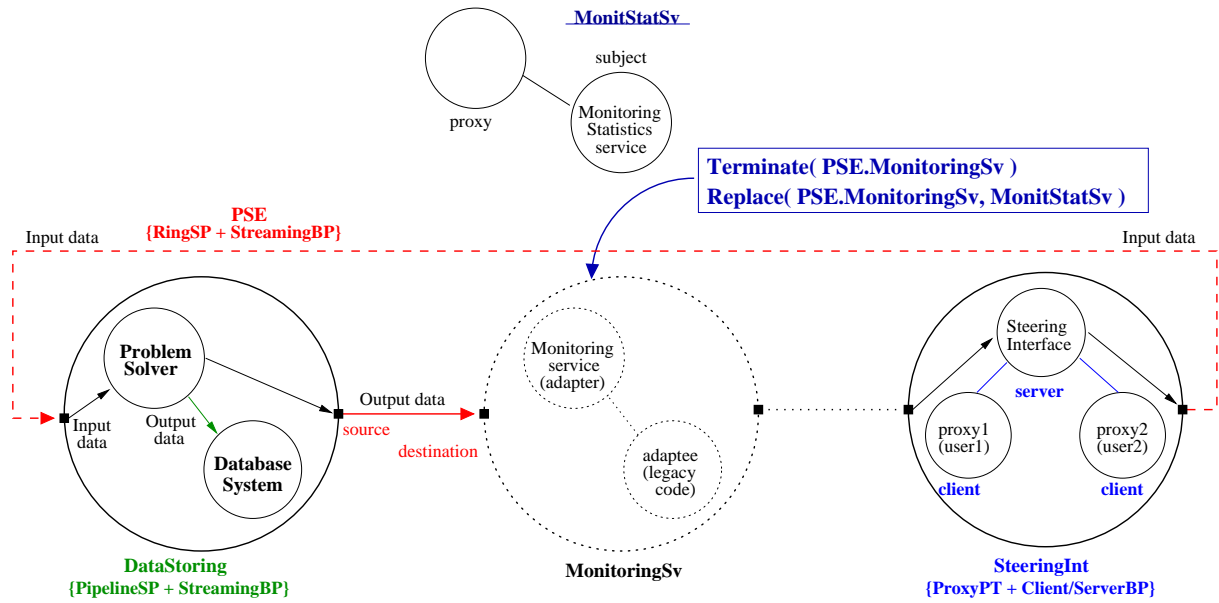 MonitStatSv
subject
Monitoring
Statistics
service
proxy
Terminate( PSE.MonitoringSv )
Replace( PSE.MonitoringSv, MonitStatSv )
PSE
{RingSP + StreamingBP}
Input data
Input data
Problem
Solver
Input
data
Output
data
Database
System
Output data
source
destination
Monitoring
service
(adapter)
adaptee
(legacy
code)
Steering
Interface
server
proxy1
(user1)
client
proxy2
(user2)
client
DataStoring
{PipelineSP + StreamingBP}
MonitoringSv
SteeringInt
{ProxyPT + Client/ServerBP}